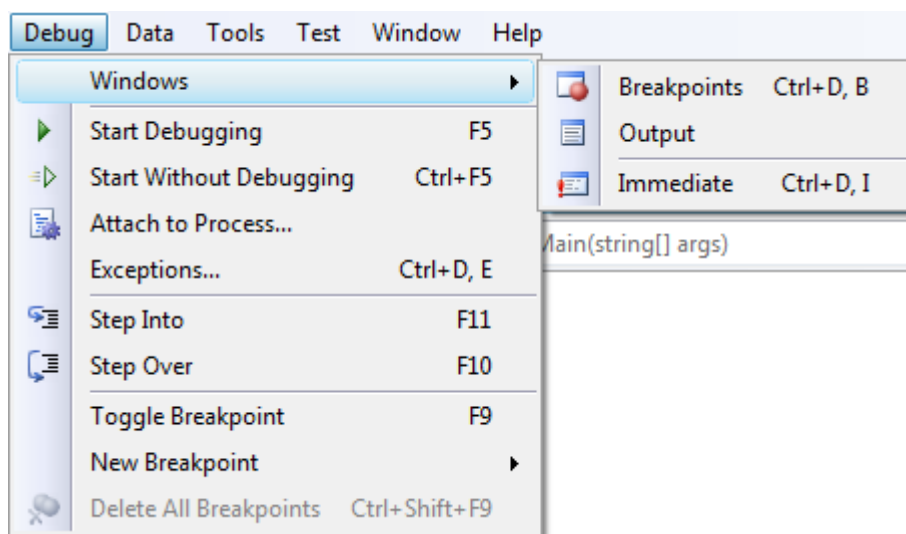 Debug Data Tools Test Window Help
Windows
Breakpoints Ctrl+D, B
Start Debugging F5
Output
Start Without Debugging Ctrl+F5
Immediate Ctrl+D, I
Attach to Process...
Main(string[] args)
Exceptions... Ctrl+D, E
Step Into F11
Step Over F10
Toggle Breakpoint F9
New Breakpoint
Delete All Breakpoints Ctrl+Shift+F9